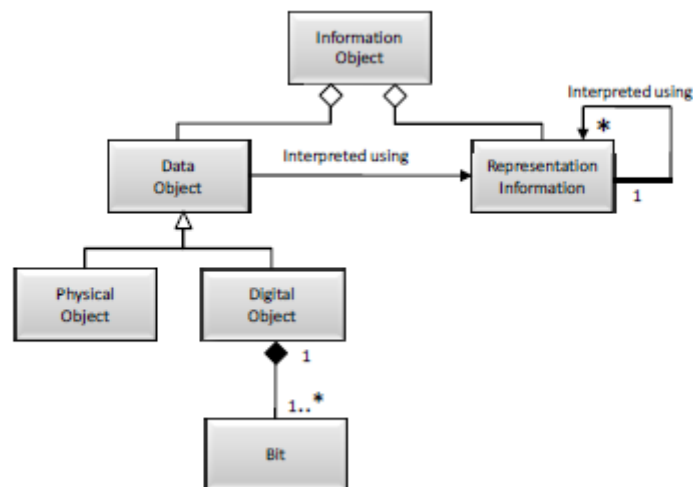 Information
Object
Interpreted using
*
Data
Object
Interpreted using
Representation
Information
1
Physical
Object
Digital
Object
1
1..*
Bit